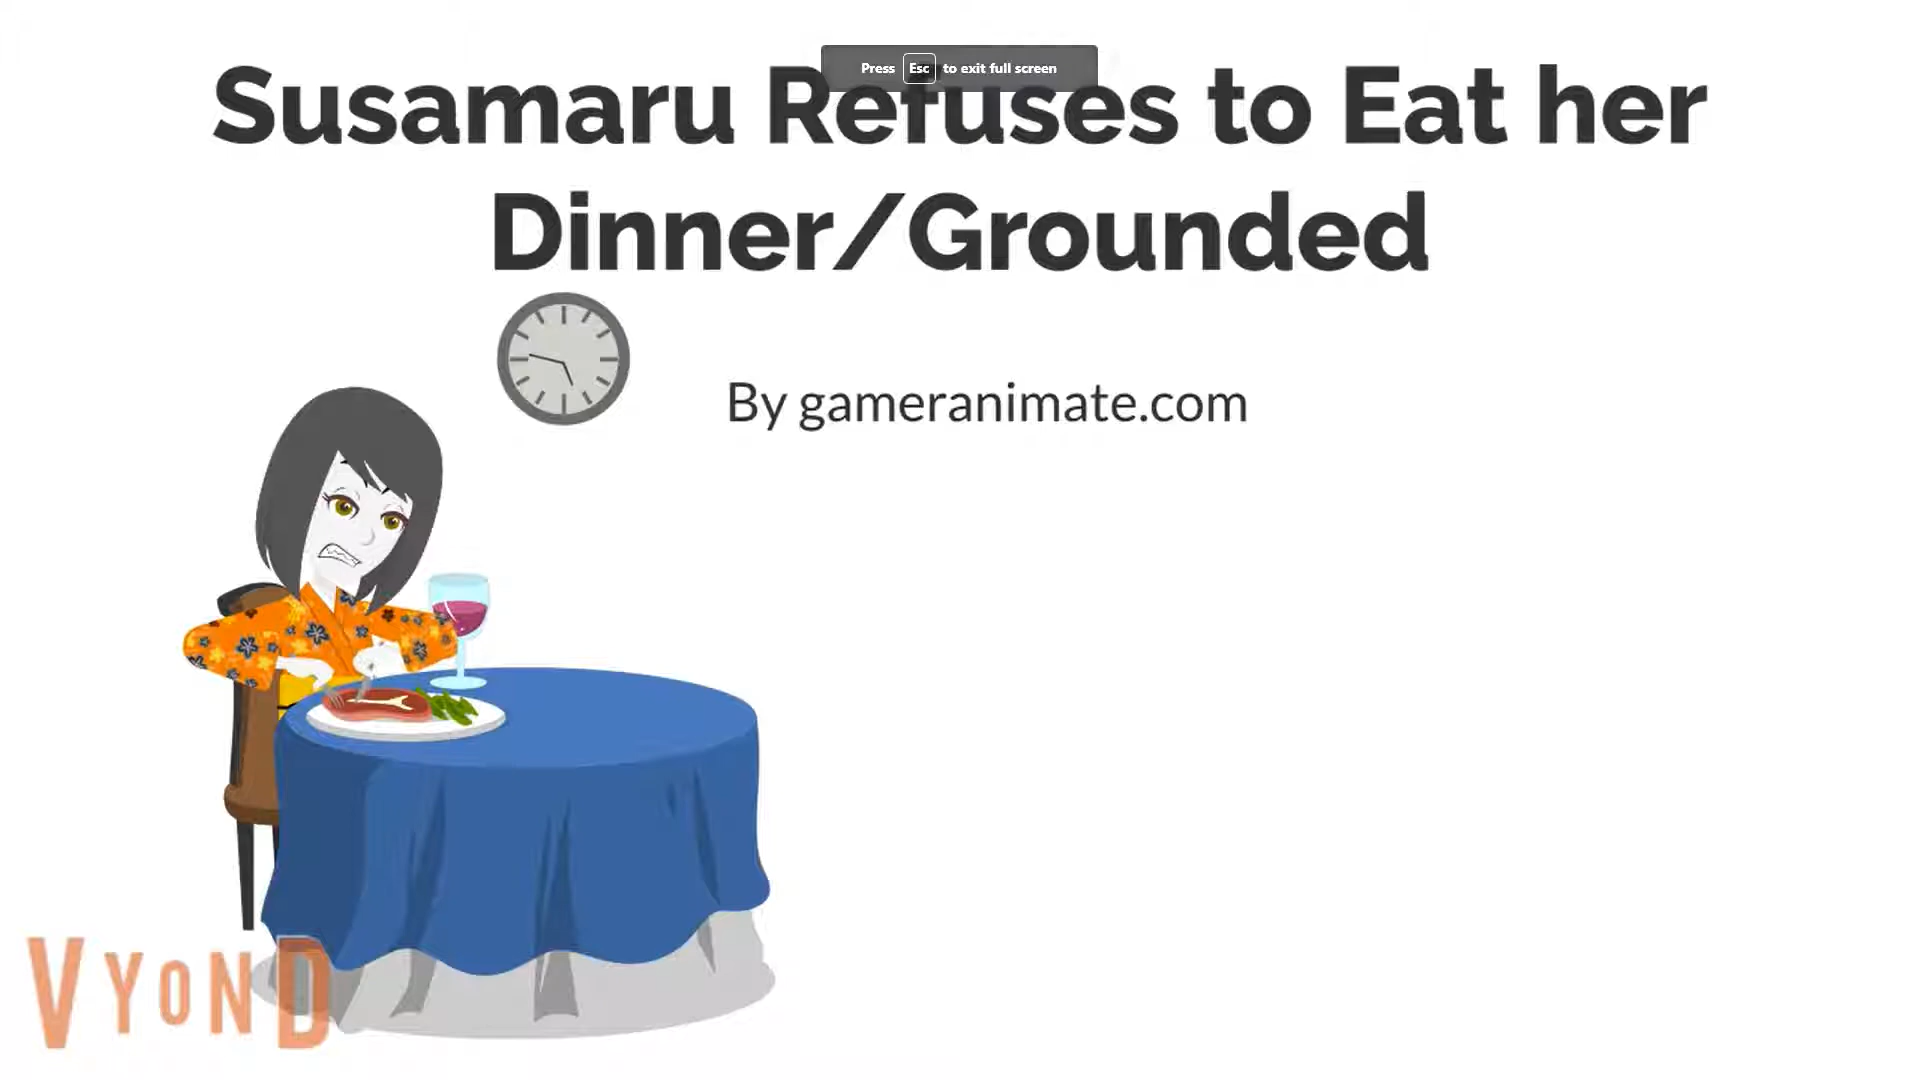 Press Esc to exit full screen
Susamaru Refuses to Eat her
Dinner/Grounded
By gameranimate.com
VYOND